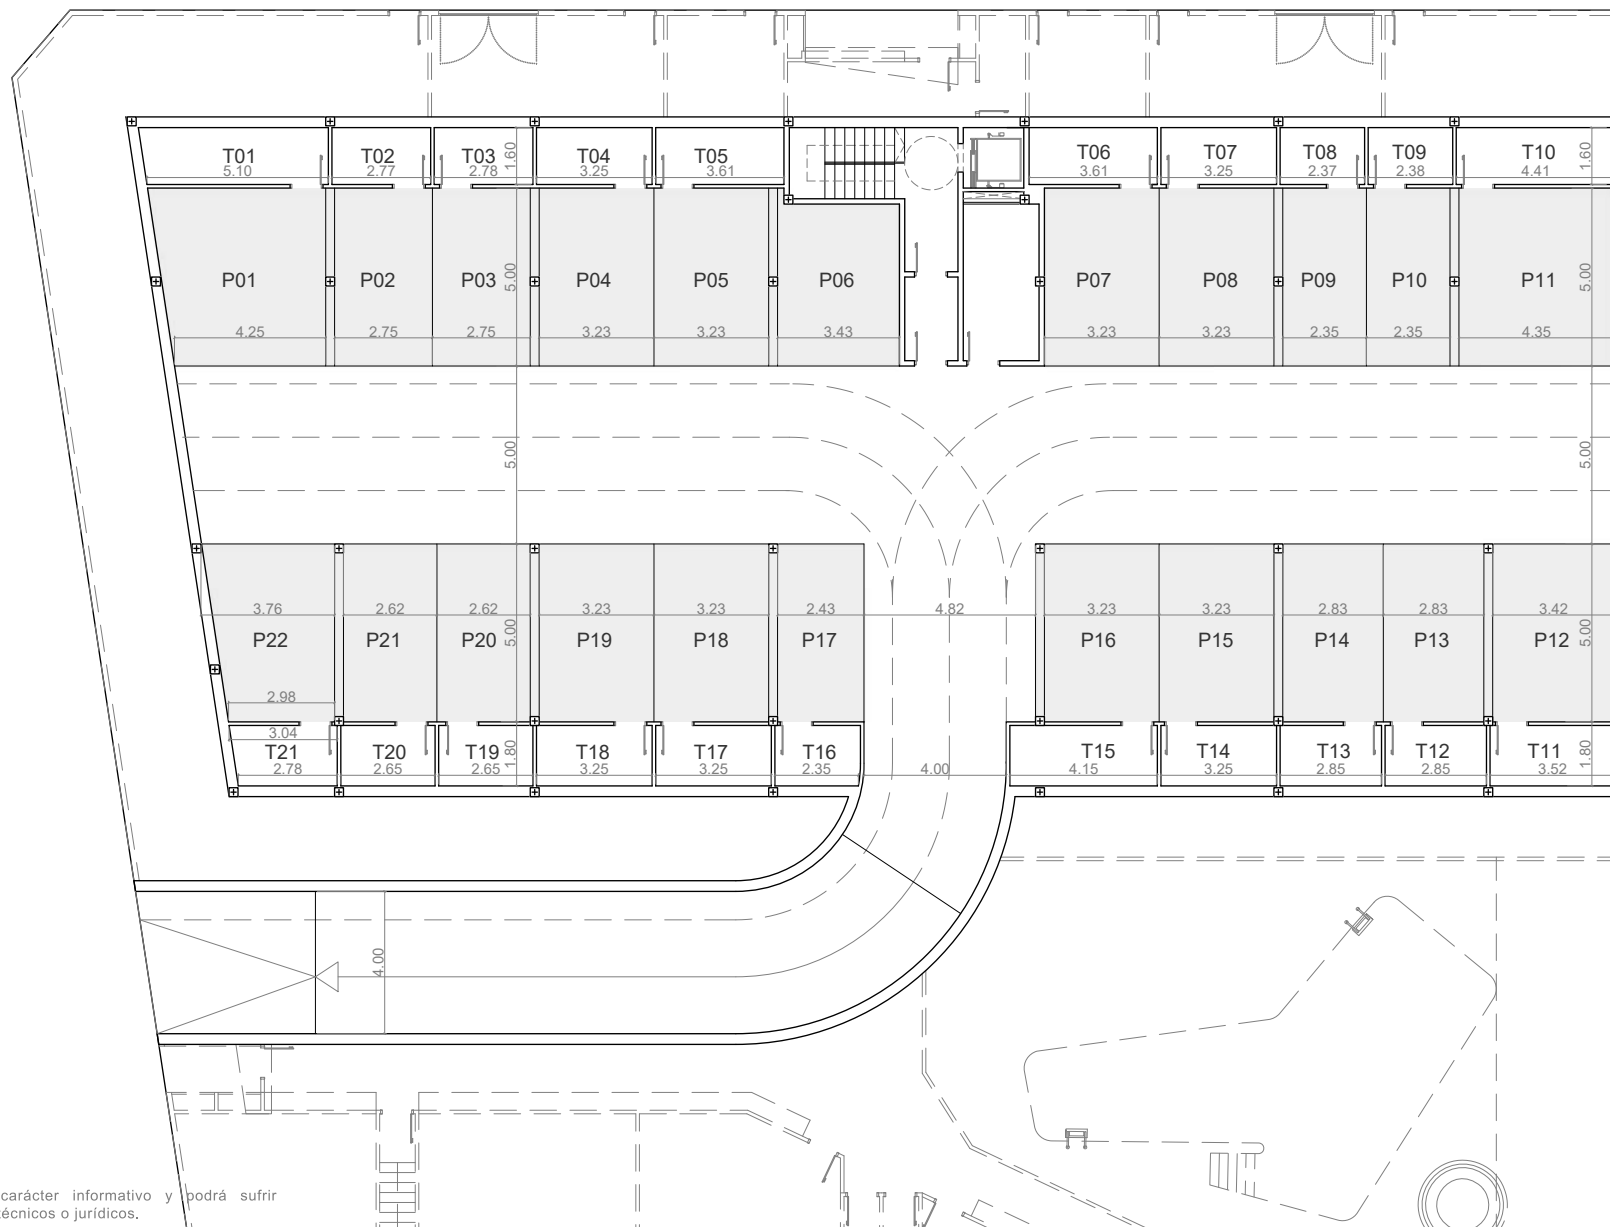 T01 T02 T03 T04 T05 T06 T07 T08 T09 T10
5.10 2.77 2.78 1.60 3.25 3.61 3.61 3.25 2.37 2.38 4.41 1.60
P01 P02 P03 5.00 P04 P05 P06 P07 P08 P09 P10 P11 5.00
4.25 2.75 2.75 3.23 3.23 3.43 3.23 3.23 2.35 2.35 4.35
5.00 5.00
3.76 2.62 2.62 3.23 3.23 2.43 4.82 3.23 3.23 2.83 2.83 3.42
P22 P21 P20 5.00 P19 P18 P17 P16 P15 P14 P13 P12 5.00
2.98
3.04
T21 T20 T19 1.80 T18 T17 T16 T15 T14 T13 T12 T11 1.80
2.78 2.65 2.65 3.25 3.25 2.35 4.00 4.15 3.25 2.85 2.85 3.52
4.00
carácter informativo y podrá sufrir
técnicos o jurídicos.